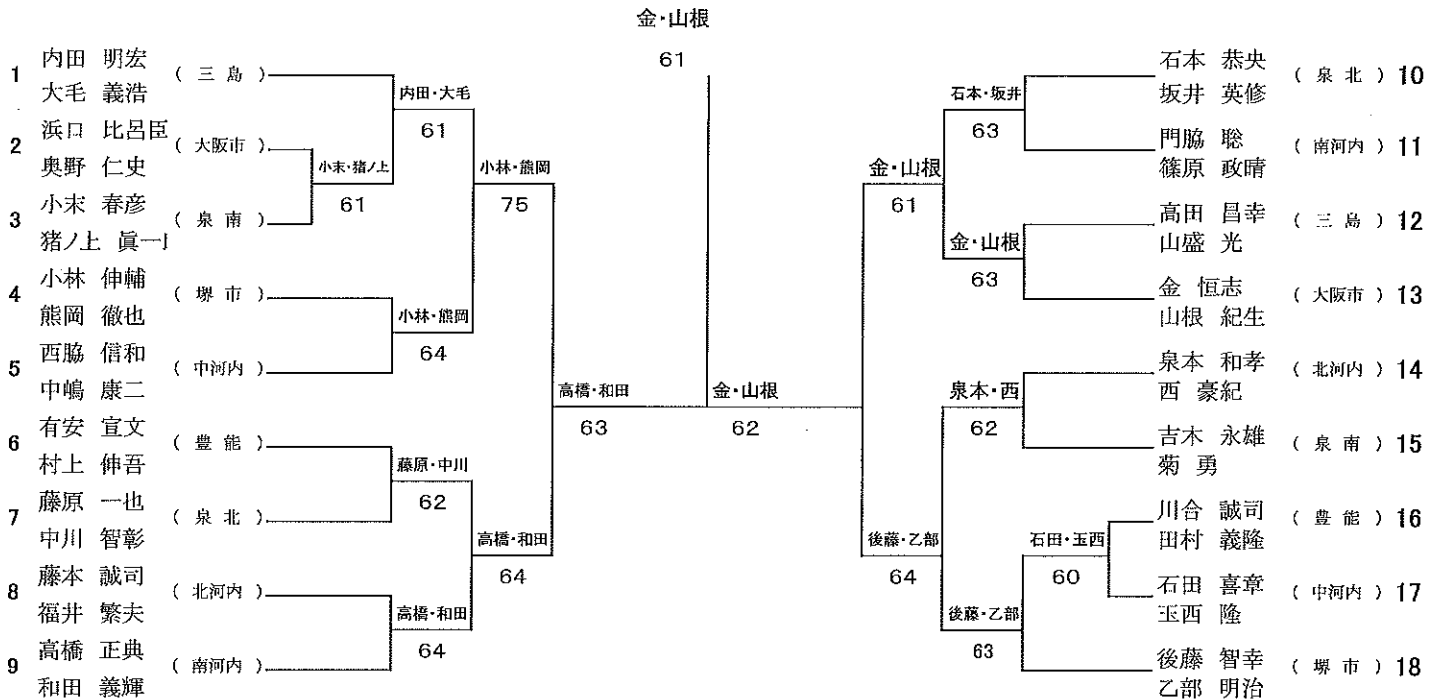 金・山根
61
1 内田 明宏 大毛 義浩 ( 三 島 )
2 浜口 比呂臣 奥野 仁史 ( 大阪市 )
3 小末 春彦 猪ノ上 眞一 ( 泉 南 )
4 小林 伸輔 熊岡 徹也 ( 堺 市 )
5 西脇 信和 中嶋 康二 ( 中河内 )
6 有安 宣文 村上 伸吾 ( 豊 能 )
7 藤原 一也 中川 智彰 ( 泉 北 )
8 藤本 誠司 福井 繁夫 ( 北河内 )
9 高橋 正典 和田 義輝 ( 南河内 )
小末・猪ノ上
61
内田・大毛
61
小林・熊岡
64
藤原・中川
62
高橋・和田
64
小林・熊岡
75
高橋・和田
64
高橋・和田
63
金・山根
62
金・山根
61
後藤・乙部
64
石本・坂井
63
金・山根
63
泉本・西
62
後藤・乙部
63
石田・玉西
60
石本 恭央 坂井 英修 ( 泉 北 ) 10
門脇 聡 篠原 政晴 ( 南河内 ) 11
高田 昌幸 山盛 光 ( 三 島 ) 12
金 恒志 山根 紀生 ( 大阪市 ) 13
泉本 和孝 西 豪紀 ( 北河内 ) 14
吉木 永雄 菊 勇 ( 泉 南 ) 15
川合 誠司 田村 義隆 ( 豊 能 ) 16
石田 喜章 玉西 隆 ( 中河内 ) 17
後藤 智幸 乙部 明治 ( 堺 市 ) 18